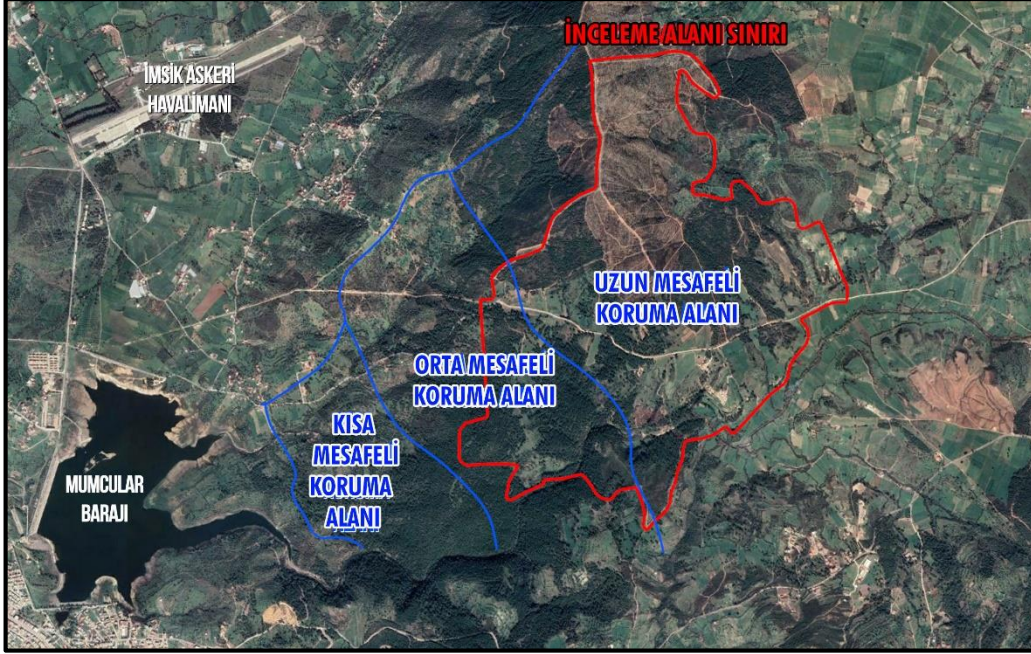 İNCELEME ALANI SINIRI
İMSİK ASKERİ
HAVALİMANI
UZUN MESAFELİ
KORUMA ALANI
ORTA MESAFELİ
KORUMA ALANI
KISA
MESAFELİ
KORUMA
ALANI
MUMCULAR
BARAJI